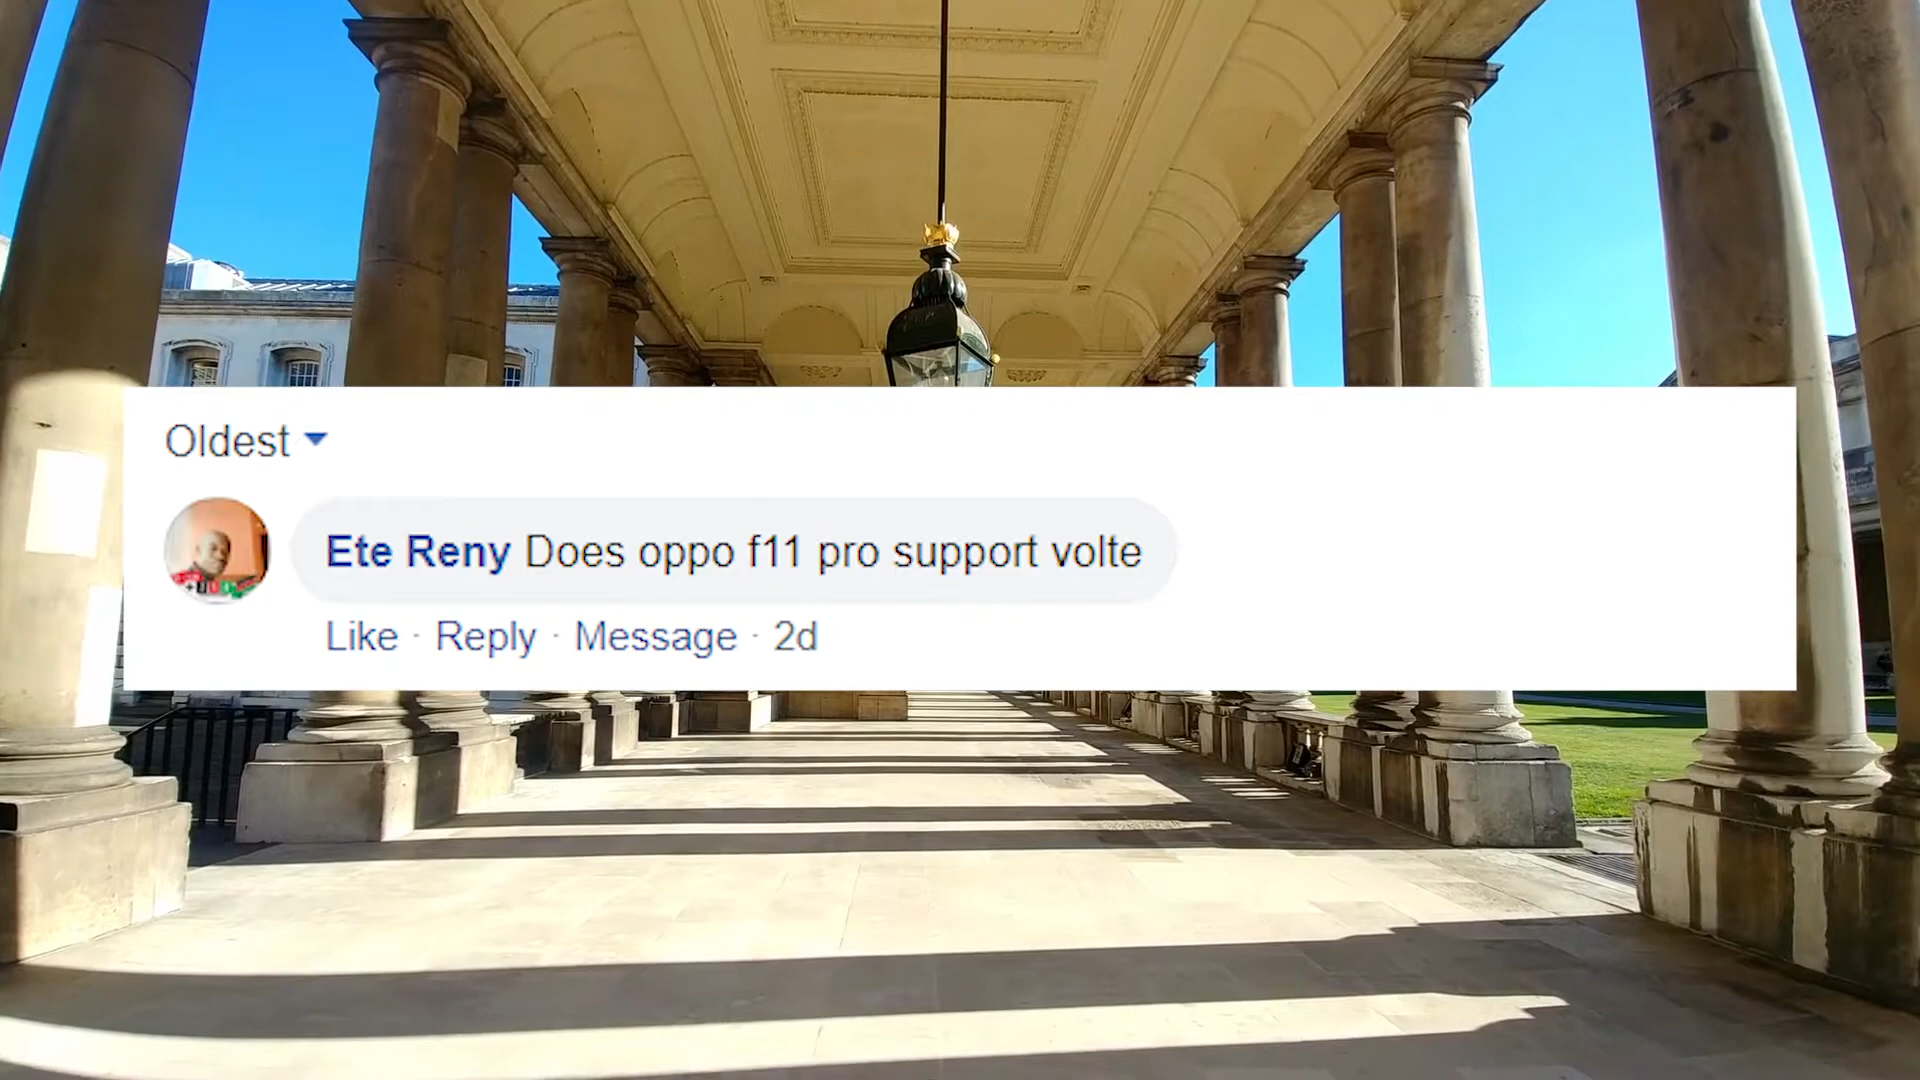 Oldest
Ete Reny Does oppo f11 pro support volte
Like · Reply · Message · 2d